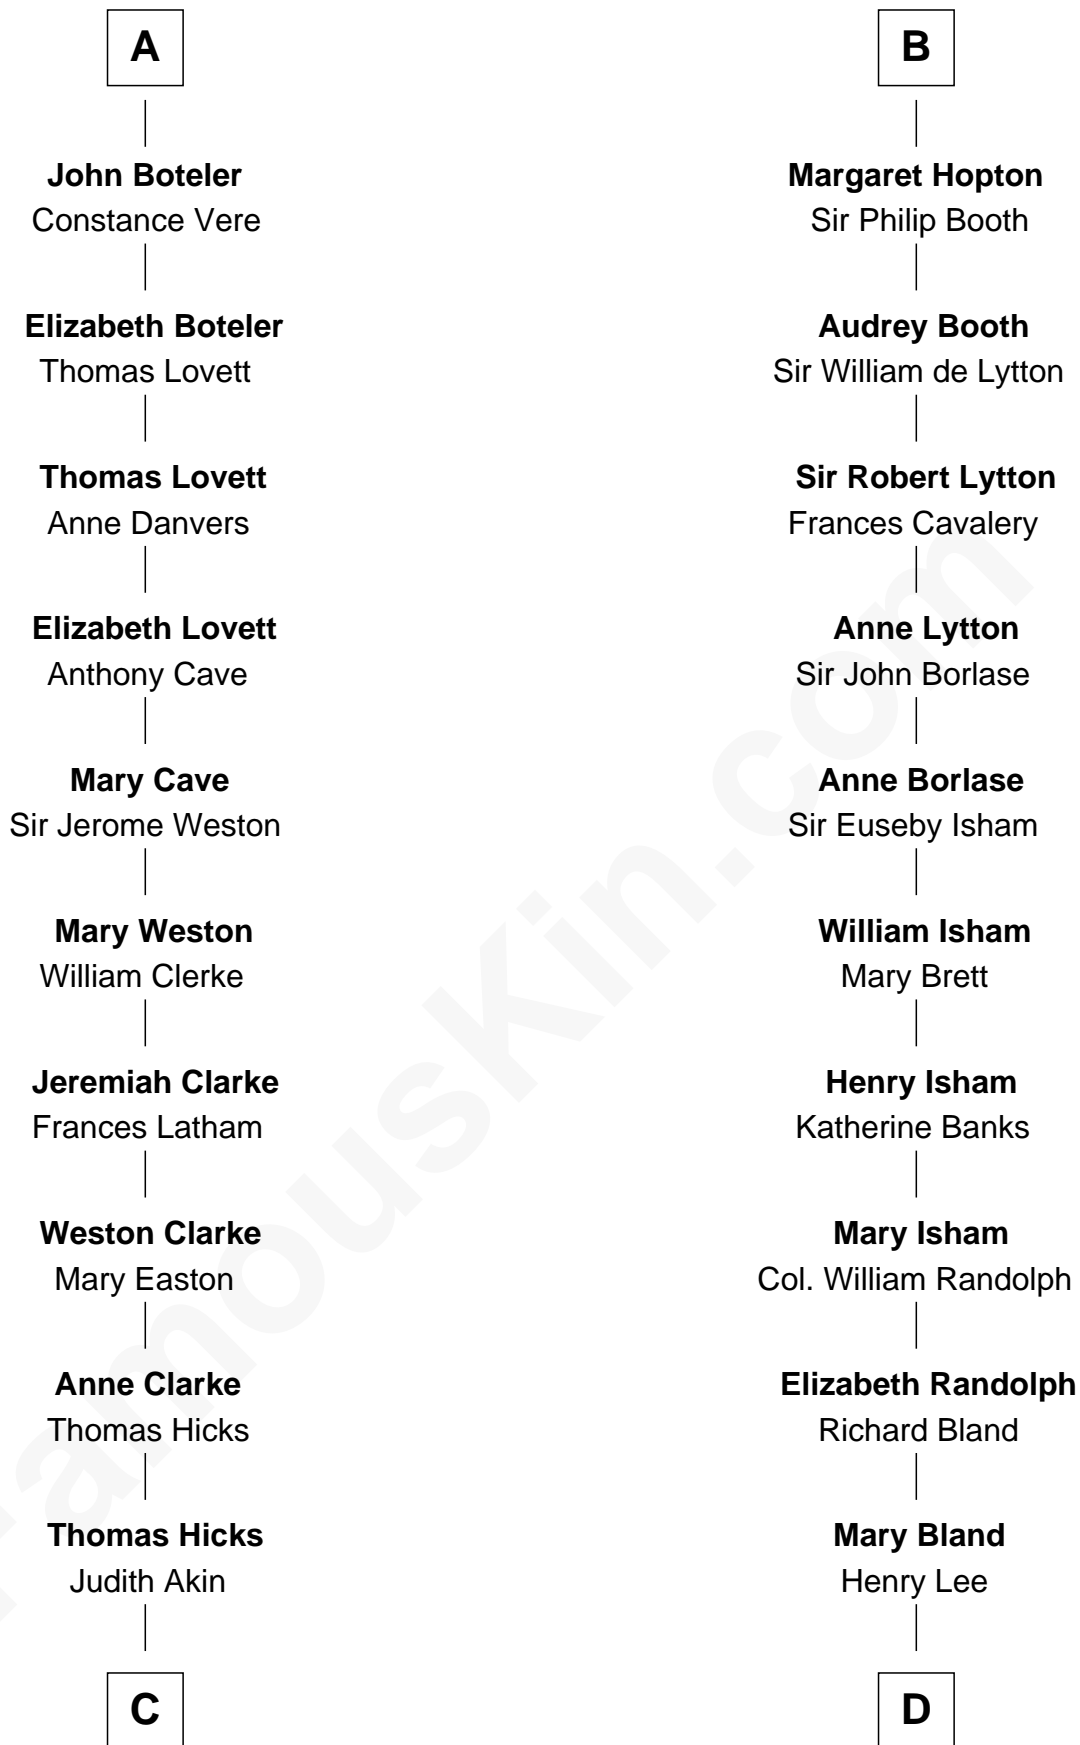 A
John Boteler
Constance Vere
Elizabeth Boteler
Thomas Lovett
Thomas Lovett
Anne Danvers
Elizabeth Lovett
Anthony Cave
Mary Cave
Sir Jerome Weston
Mary Weston
William Clerke
Jeremiah Clarke
Frances Latham
Weston Clarke
Mary Easton
Anne Clarke
Thomas Hicks
Thomas Hicks
Judith Akin
C
B
Margaret Hopton
Sir Philip Booth
Audrey Booth
Sir William de Lytton
Sir Robert Lytton
Frances Cavalery
Anne Lytton
Sir John Borlase
Anne Borlase
Sir Euseby Isham
William Isham
Mary Brett
Henry Isham
Katherine Banks
Mary Isham
Col. William Randolph
Elizabeth Randolph
Richard Bland
Mary Bland
Henry Lee
D
FamousKin.com